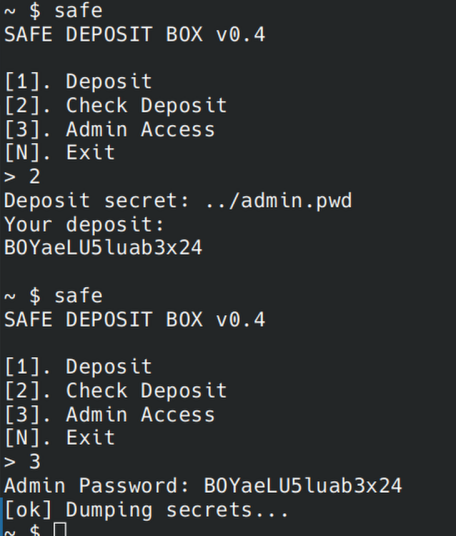 ~ $ safe
SAFE DEPOSIT BOX v0.4
[1]. Deposit
[2]. Check Deposit
[3]. Admin Access
[N]. Exit
> 2
Deposit secret: ../admin.pwd
Your deposit:
BOYaeLU5luab3x24
~ $ safe
SAFE DEPOSIT BOX v0.4
[1]. Deposit
[2]. Check Deposit
[3]. Admin Access
[N]. Exit
> 3
Admin Password: BOYaeLU5luab3x24
[ok] Dumping secrets...
~ $